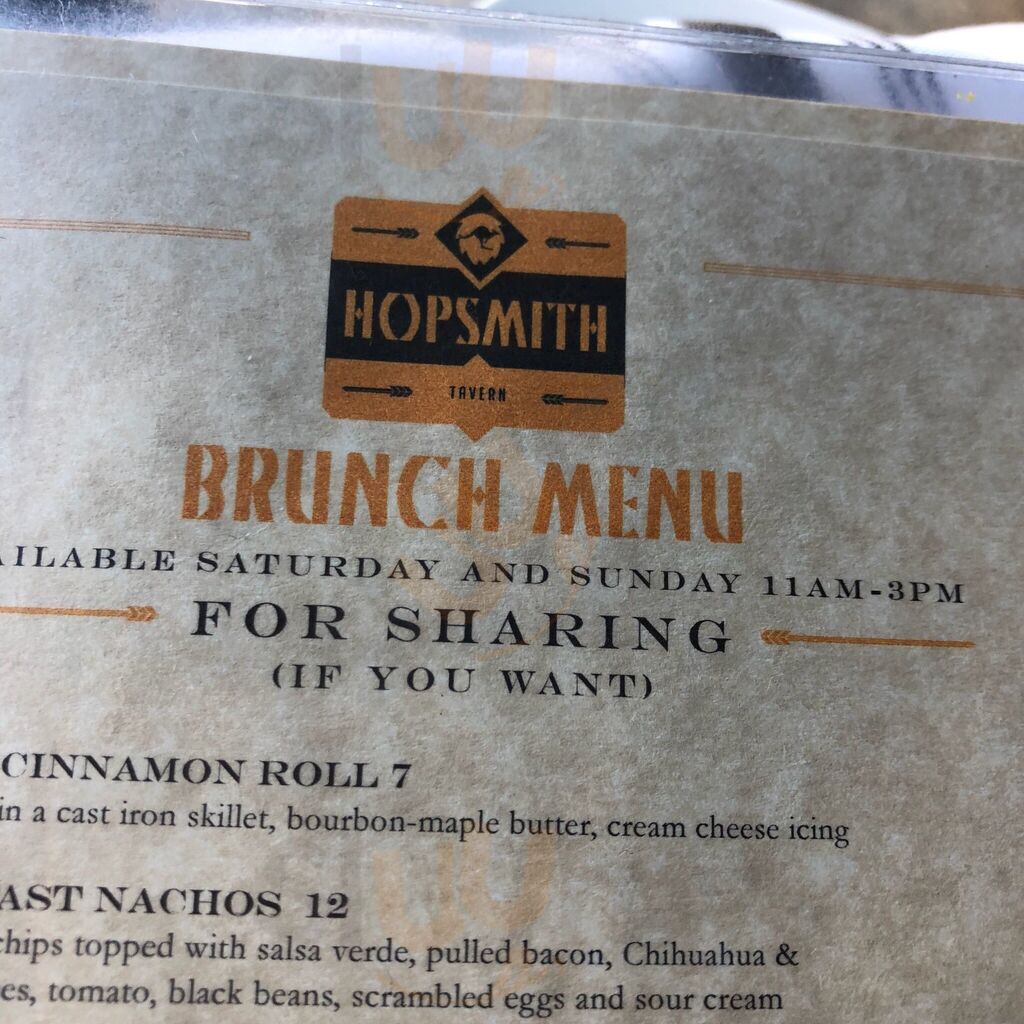 HOPSMITH
TAVERN
BRUNCH MENU
AILABLE SATURDAY AND SUNDAY 11AM-3PM
FOR SHARING
(IF YOU WANT)
CINNAMON ROLL 7
in a cast iron skillet, bourbon-maple butter, cream cheese icing
AST NACHOS 12
chips topped with salsa verde, pulled bacon, Chihuahua &
es, tomato, black beans, scrambled eggs and sour cream